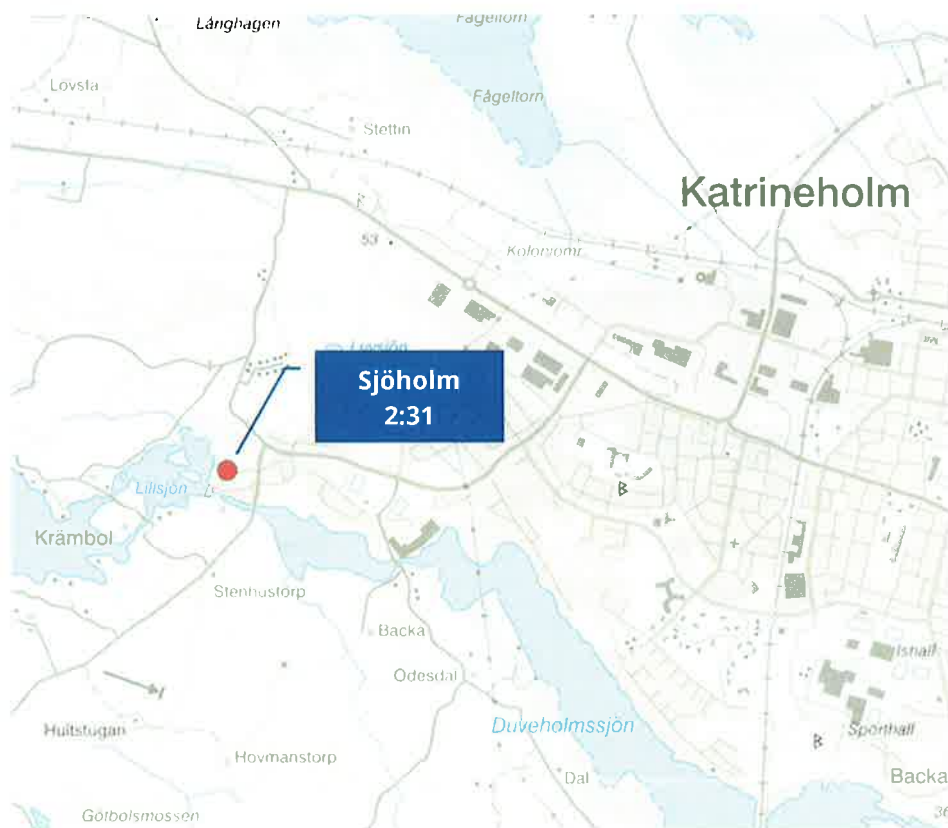 Långhagen
Fågeltorn
Lövsta
Fågeltorn
Stettin
Katrineholm
53
Sjöholm
2:31
Lillsjön
Krämbol
B
Stenhustorp
Backa
Odesdal
Ishall
Hultstugan
Duveholmssjön
B
Sporthall
Hovmanstorp
Dal
Backa
Götbolsmossen
36